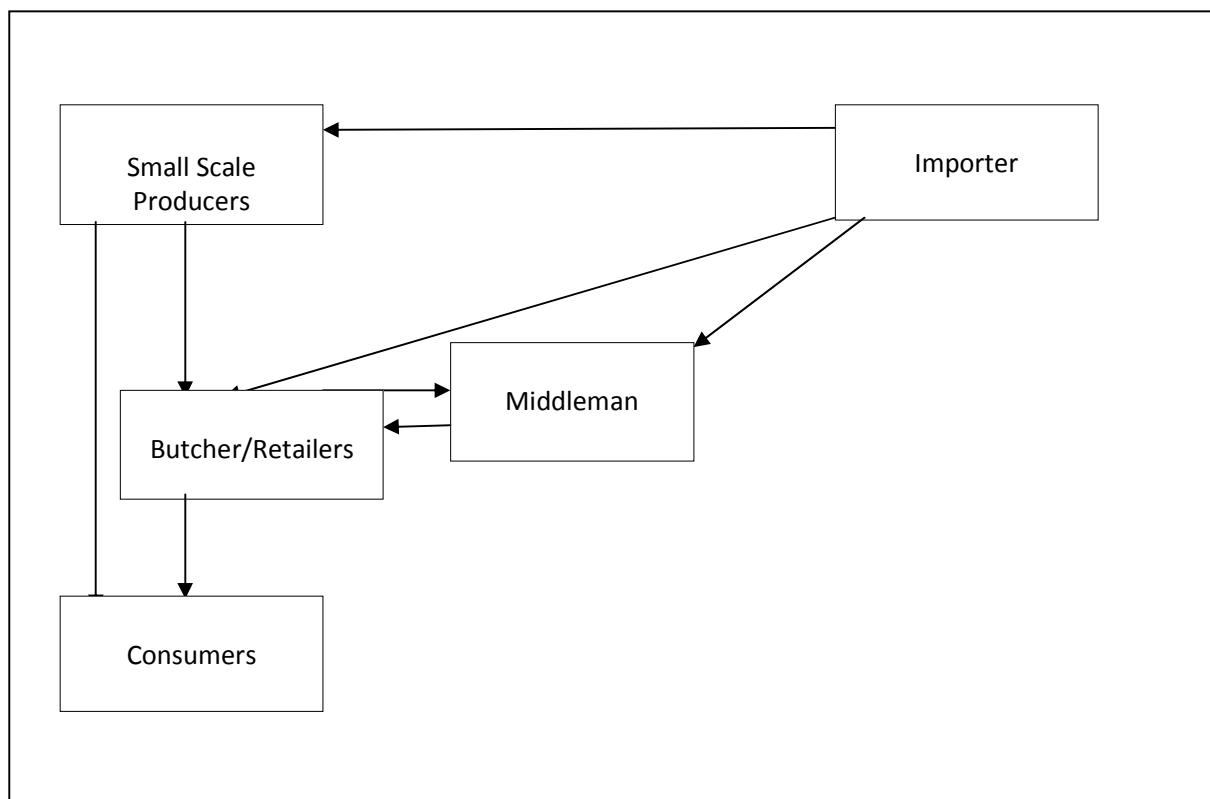 Small Scale
Producers
Importer
Middleman
Butcher/Retailers
Consumers